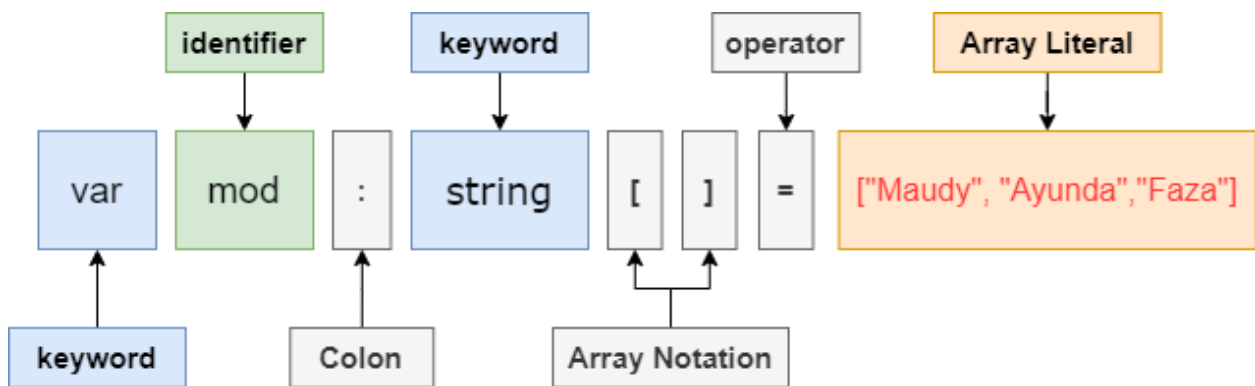 identifier keyword operator Array Literal
var mod : string [ ] = ["Maudy", "Ayunda","Faza"]
keyword Colon Array Notation